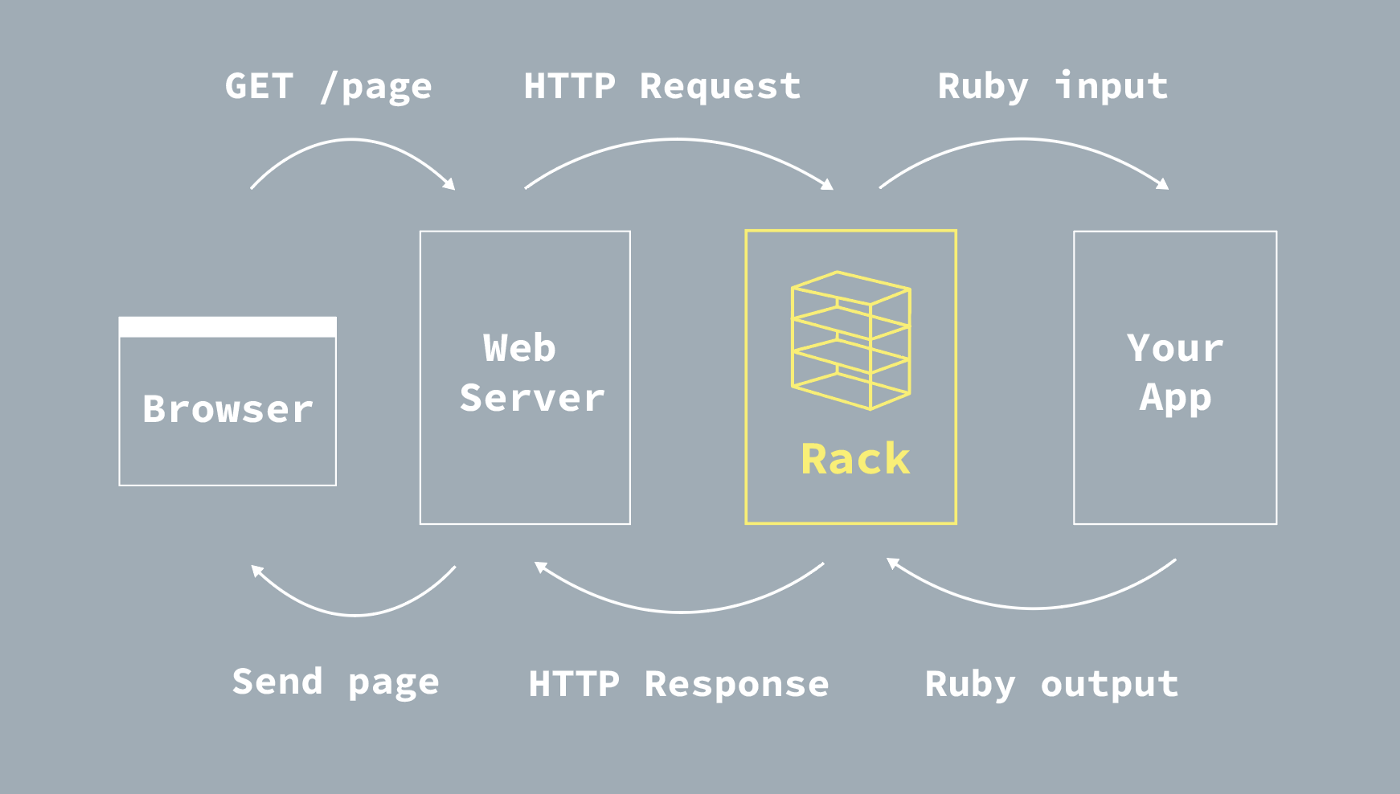 GET /page
HTTP Request
Ruby input
Browser
Web
Server
Rack
Your
App
Send page
HTTP Response
Ruby output